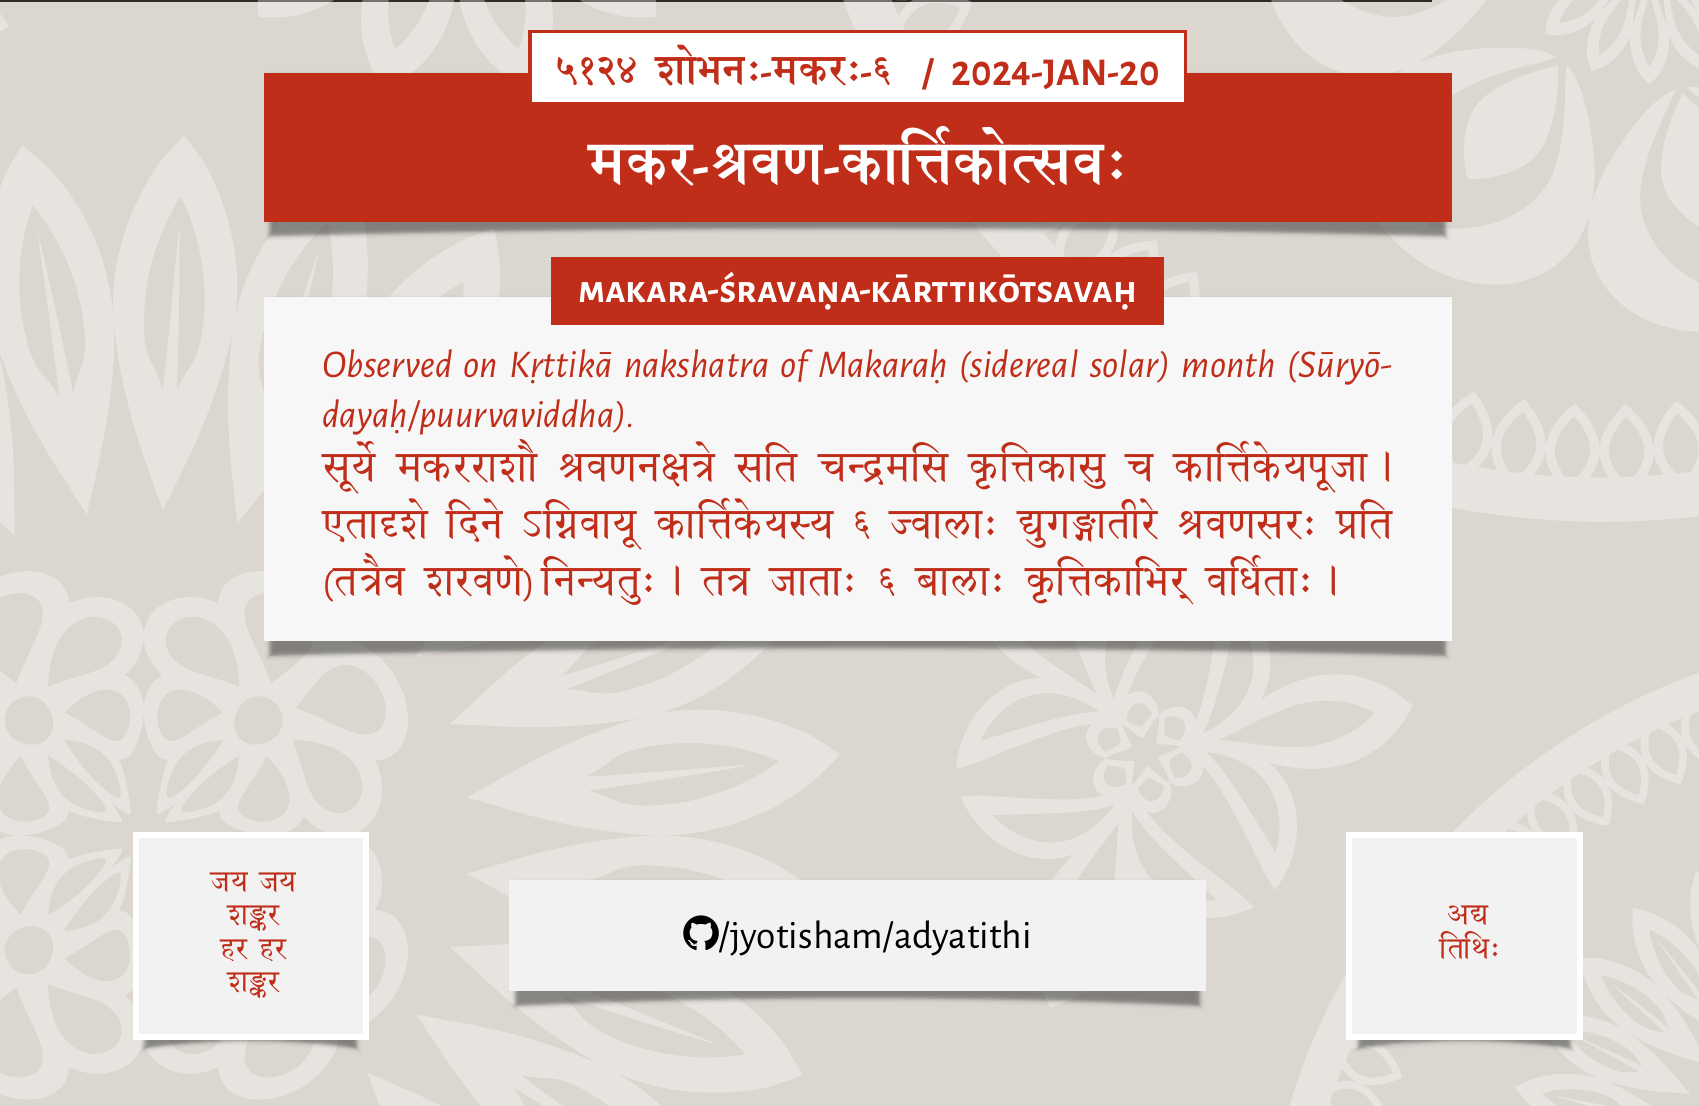 ५१२४ शोभनः-मकरः-६ / 2024-JAN-20
मकर-श्रवण-कार्त्तिकोत्सवः
MAKARA-ŚRAVAṆA-KĀRTTIKŌTSAVAḤ
Observed on Kṛttikā nakshatra of Makaraḥ (sidereal solar) month (Sūryō-
dayaḥ/puurvaviddha).
सूर्ये मकरराशौ श्रवणनक्षत्रे सति चन्द्रमसि कृत्तिकासु च कार्त्तिकेयपूजा।
एतादृशे दिने ऽग्निवायू कार्त्तिकेयस्य ६ ज्वालाः द्युगङ्गातीरे श्रवणसरः प्रति
(तत्रैव शरवणे) निन्यतुः। तत्र जाताः ६ बालाः कृत्तिकाभिर् वर्धिताः।
जय जय
शङ्कर
हर हर
शङ्कर
/jyotisham/adyatithi
अद्य
तिथिः